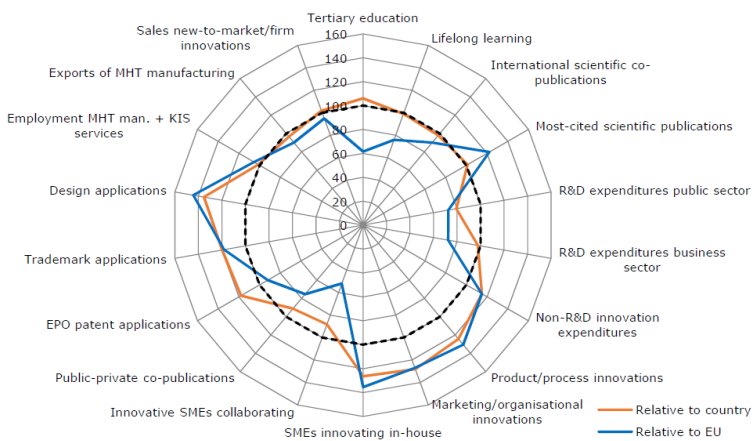 Tertiary education
Sales new-to-market/firm
innovations
160
Lifelong learning
140
Exports of MHT manufacturing
International scientific co-
publications
120
100
Employment MHT man. + KIS
services
80
Most-cited scientific publications
60
40
Design applications
R&D expenditures public sector
20
0
Trademark applications
R&D expenditures business
sector
EPO patent applications
Non-R&D innovation
expenditures
Public-private co-publications
Product/process innovations
Innovative SMEs collaborating
Marketing/organisational
innovations
SMEs innovating in-house
Relative to country
Relative to EU